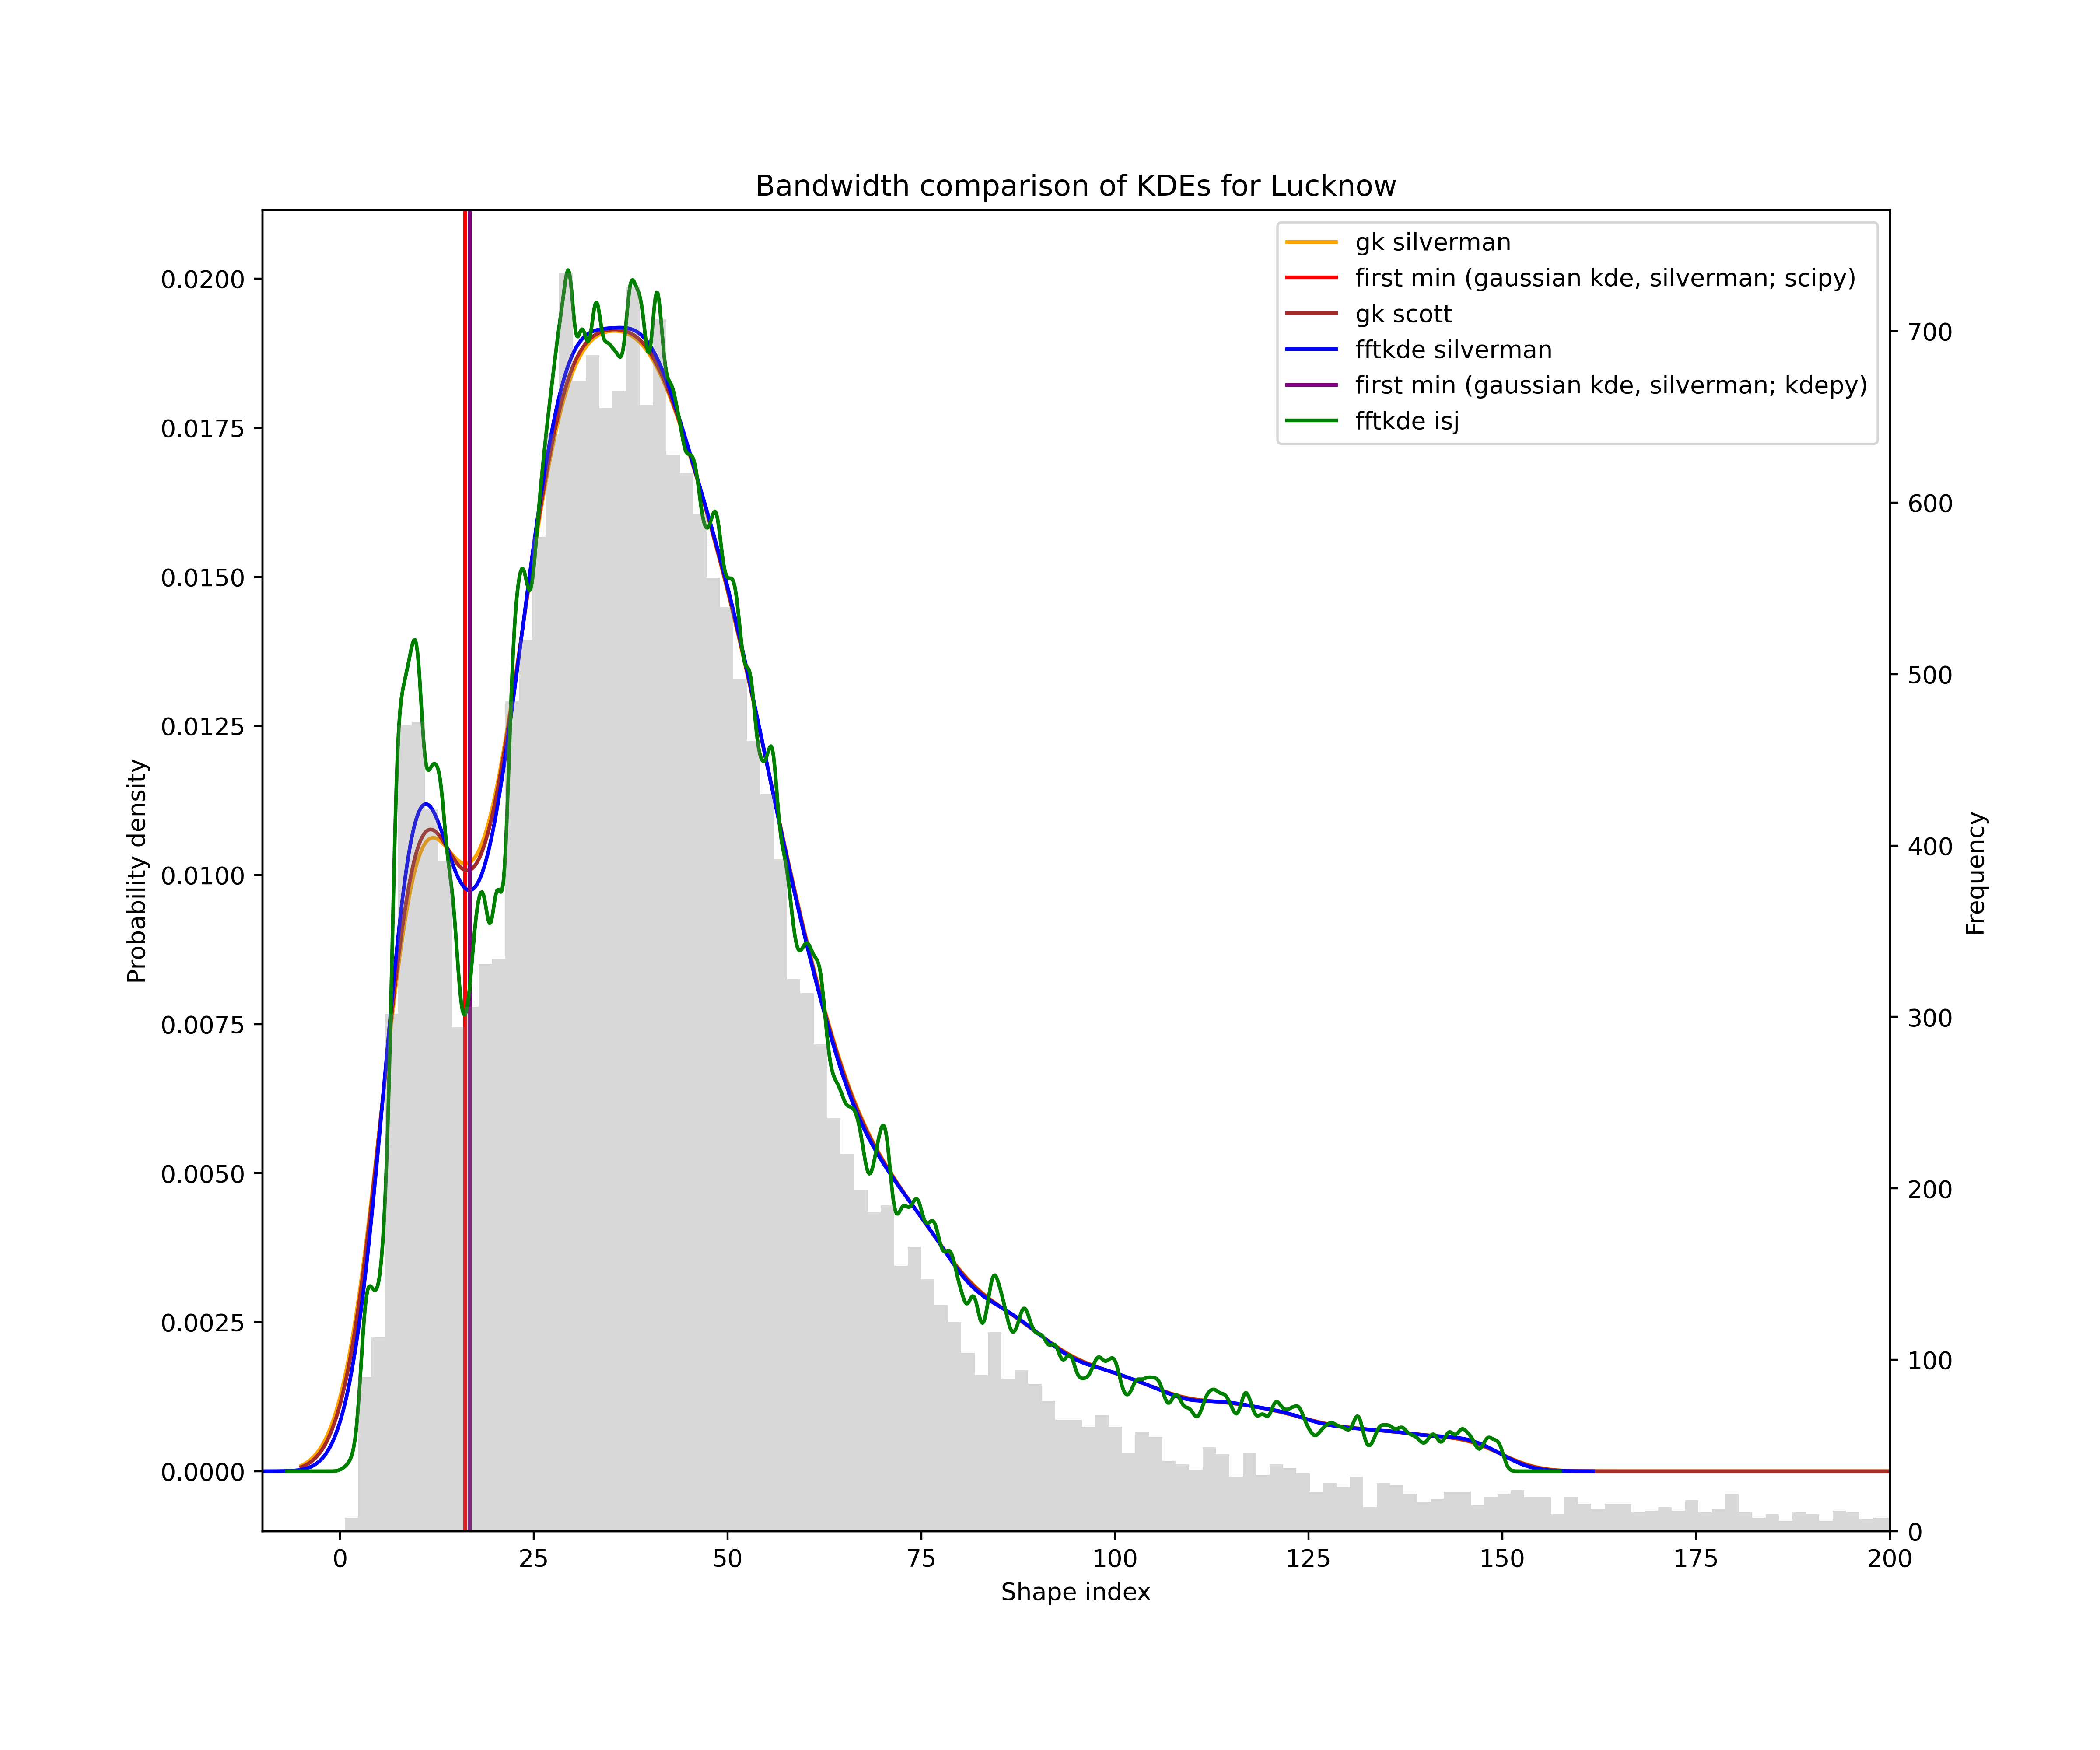 Bandwidth comparison of KDEs for Lucknow
gk silverman
first min (gaussian kde, silverman; scipy)
gk scott
fftkde silverman
first min (gaussian kde, silverman; kdepy)
fftkde isj
Probability density
0.0200
0.0175
0.0150
0.0125
0.0100
0.0075
0.0050
0.0025
0.0000
700
600
500
400
300
200
100
0
Frequency
0 25 50 75 100 125 150 175 200
Shape index